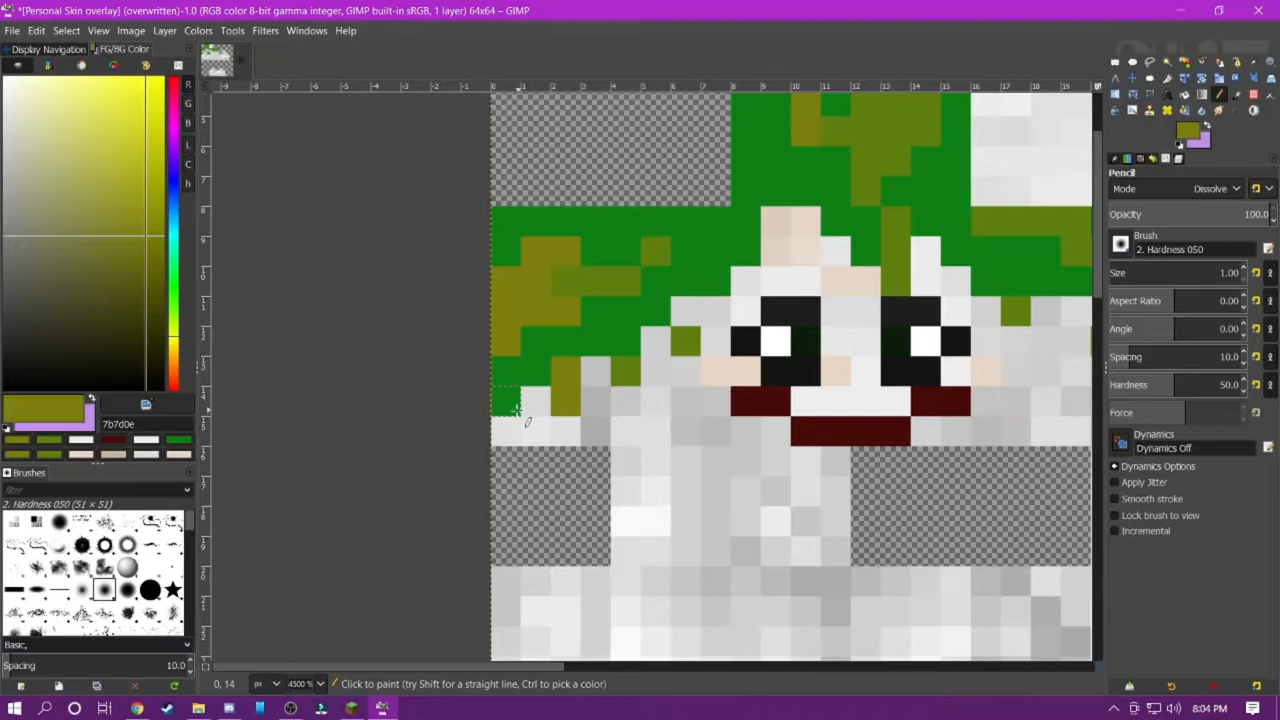 *[Personal Skin overlay] (overwritten)-1.0 (RGB color 8-bit gamma integer, GIMP built-in sRGB, 1 layer) 64x64 – GIMP
File Edit Select View Image Layer Colors Tools Filters Windows Help
Display Navigation FG/BG Color
R
G
B
L
C
h
7b7d0e
Brushes
filter
2. Hardness 050 (51 × 51)
Basic,
Spacing 10.0
0, 14 px 4500 % Click to paint (try Shift for a straight line, Ctrl to pick a color)
Pencil
Mode Dissolve
Opacity 100.0
Brush
2. Hardness 050
Size 1.00
Aspect Ratio 0.00
Angle 0.00
Spacing 10.0
Hardness 50.0
Force
Dynamics
Dynamics Off
Dynamics Options
Apply Jitter
Smooth stroke
Lock brush to view
Incremental
8:04 PM